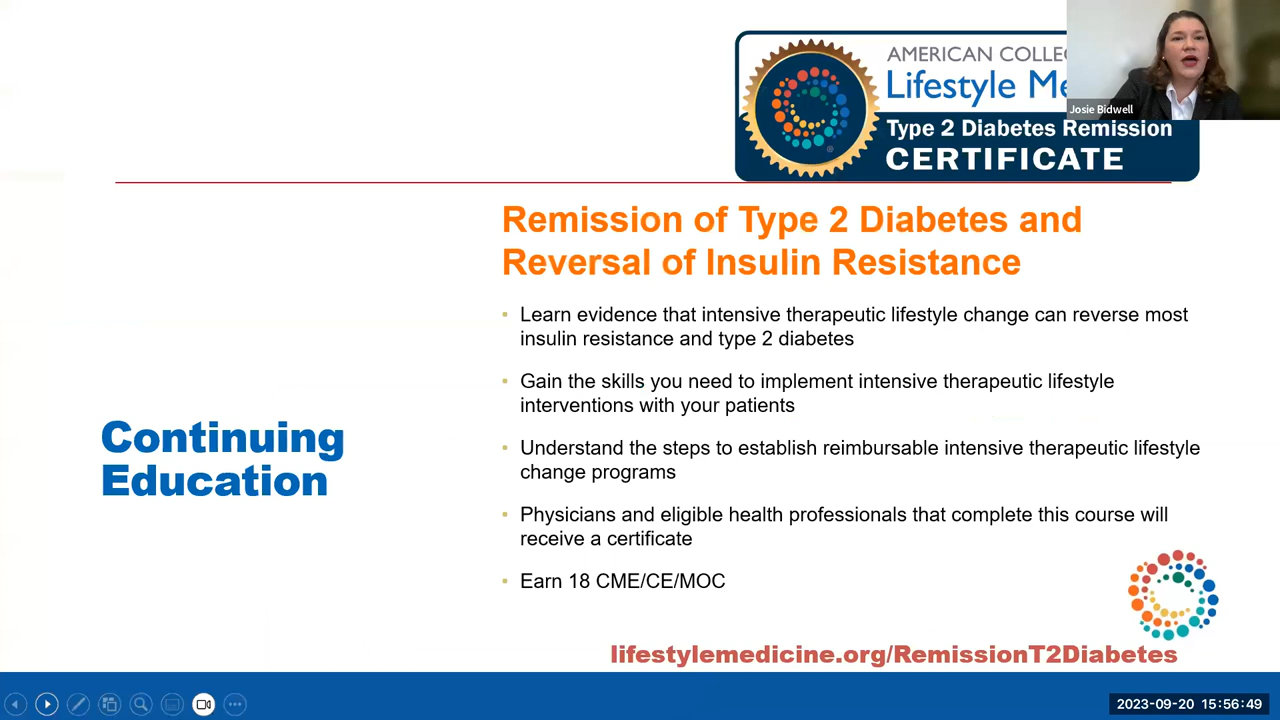 AMERICAN COLLE
Lifestyle Me
Josie Bidwell
Type 2 Diabetes Remission
CERTIFICATE
Remission of Type 2 Diabetes and
Reversal of Insulin Resistance
• Learn evidence that intensive therapeutic lifestyle change can reverse most
insulin resistance and type 2 diabetes
• Gain the skills you need to implement intensive therapeutic lifestyle
interventions with your patients
Continuing
Education
• Understand the steps to establish reimbursable intensive therapeutic lifestyle
change programs
• Physicians and eligible health professionals that complete this course will
receive a certificate
• Earn 18 CME/CE/MOC
lifestylemedicine.org/RemissionT2Diabetes
2023-09-20 15:56:49